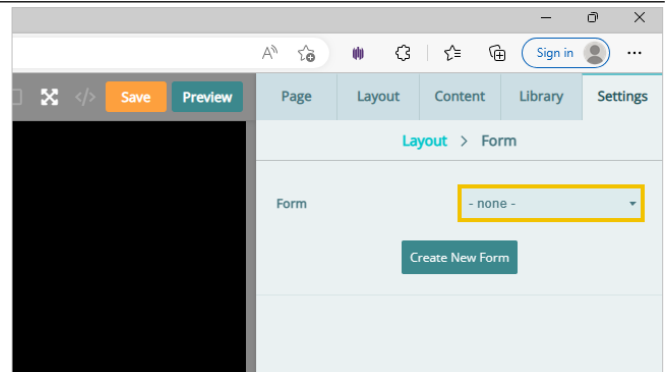 A
Sign in
</>
Save
Preview
Page
Layout
Content
Library
Settings
Layout > Form
Form
- none -
Create New Form